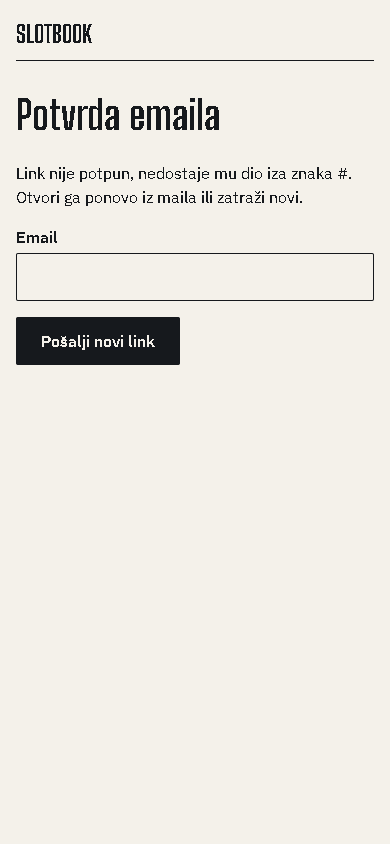 SLOTBOOK
Potvrda emaila
Link nije potpun, nedostaje mu dio iza znaka #.
Otvori ga ponovo iz maila ili zatraži novi.
Email
Pošalji novi link